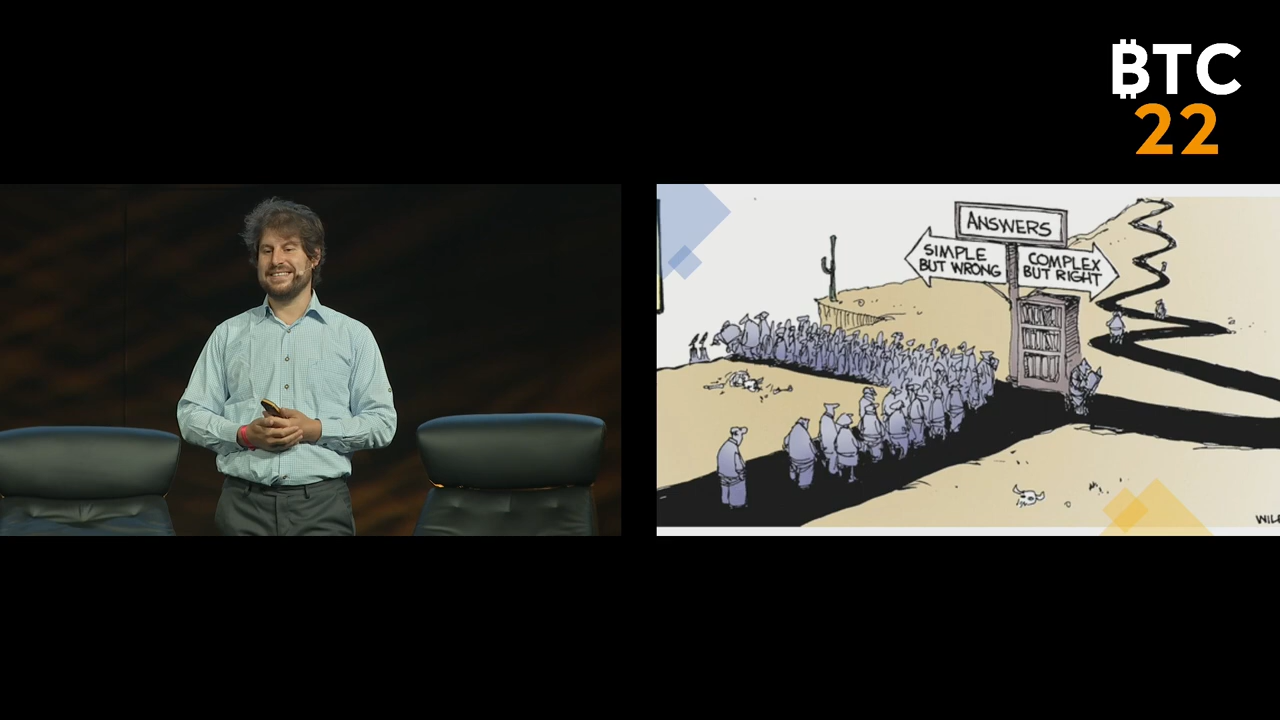 BTC
22
ANSWERS
SIMPLE
BUT WRONG
COMPLEX
BUT RIGHT